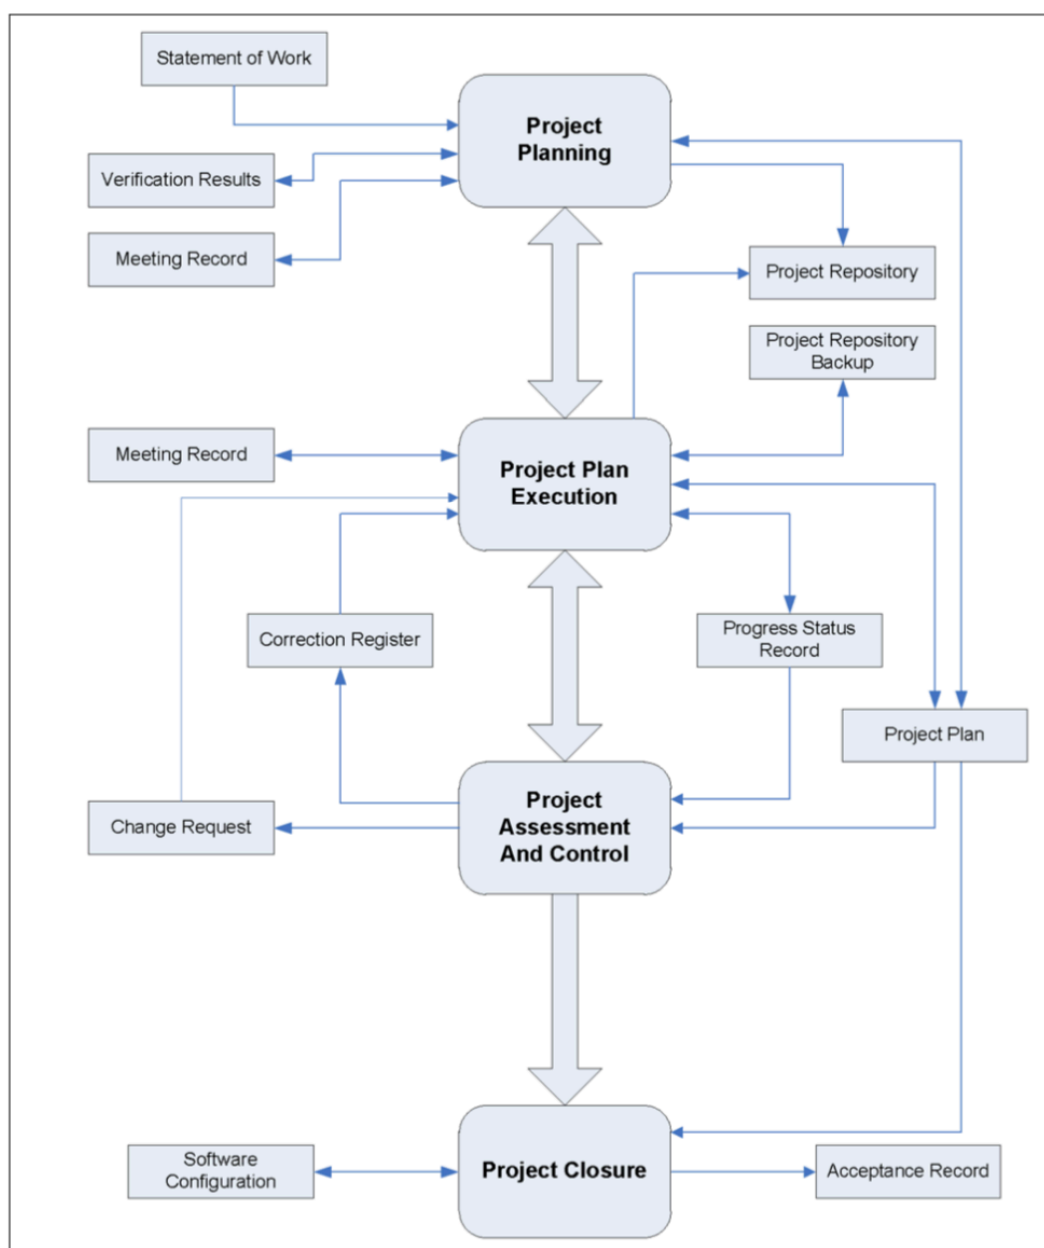 Statement of Work
Project
Planning
Verification Results
Meeting Record
Project Repository
Project Repository
Backup
Meeting Record
Project Plan
Execution
Correction Register
Progress Status
Record
Project Plan
Project
Assessment
And Control
Change Request
Software
Configuration
Project Closure
Acceptance Record